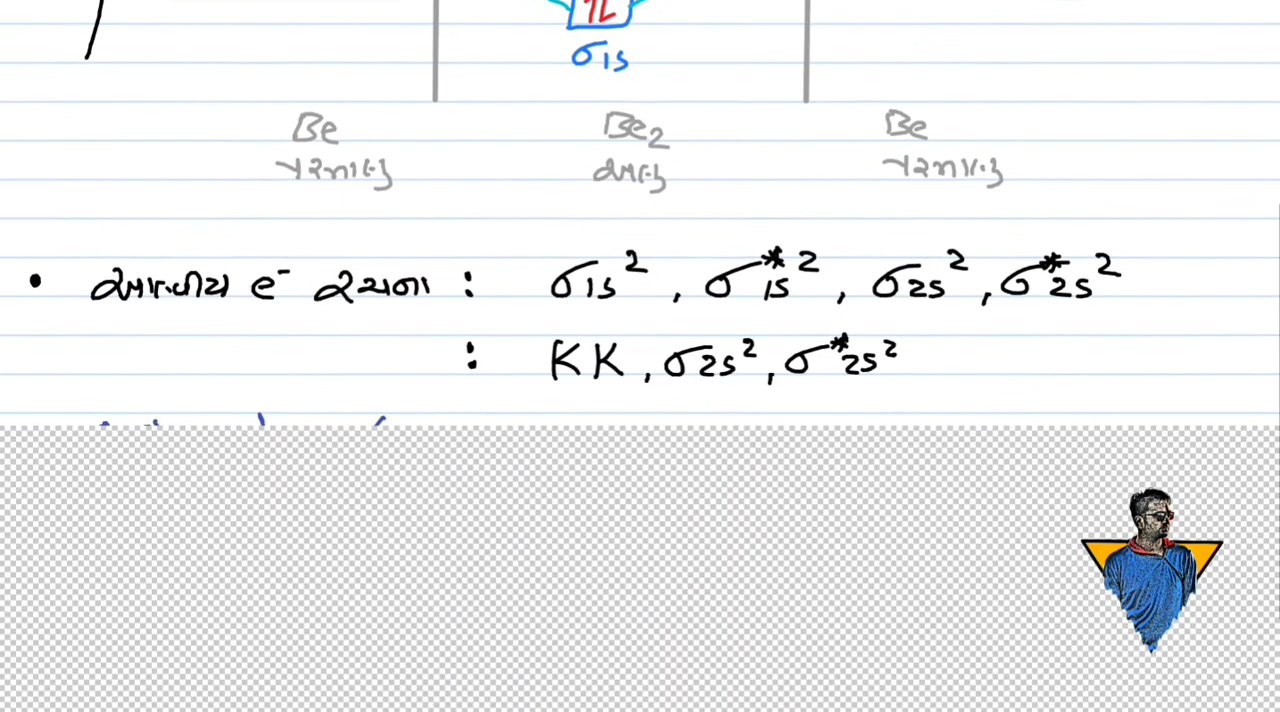 σ1s
Be Be₂ Be
પરમાણુ અણુ પરમાણુ
• આણ્વીય e⁻ રચના : σ1s², σ*1s², σ2s², σ*2s²
: KK, σ2s², σ*2s²